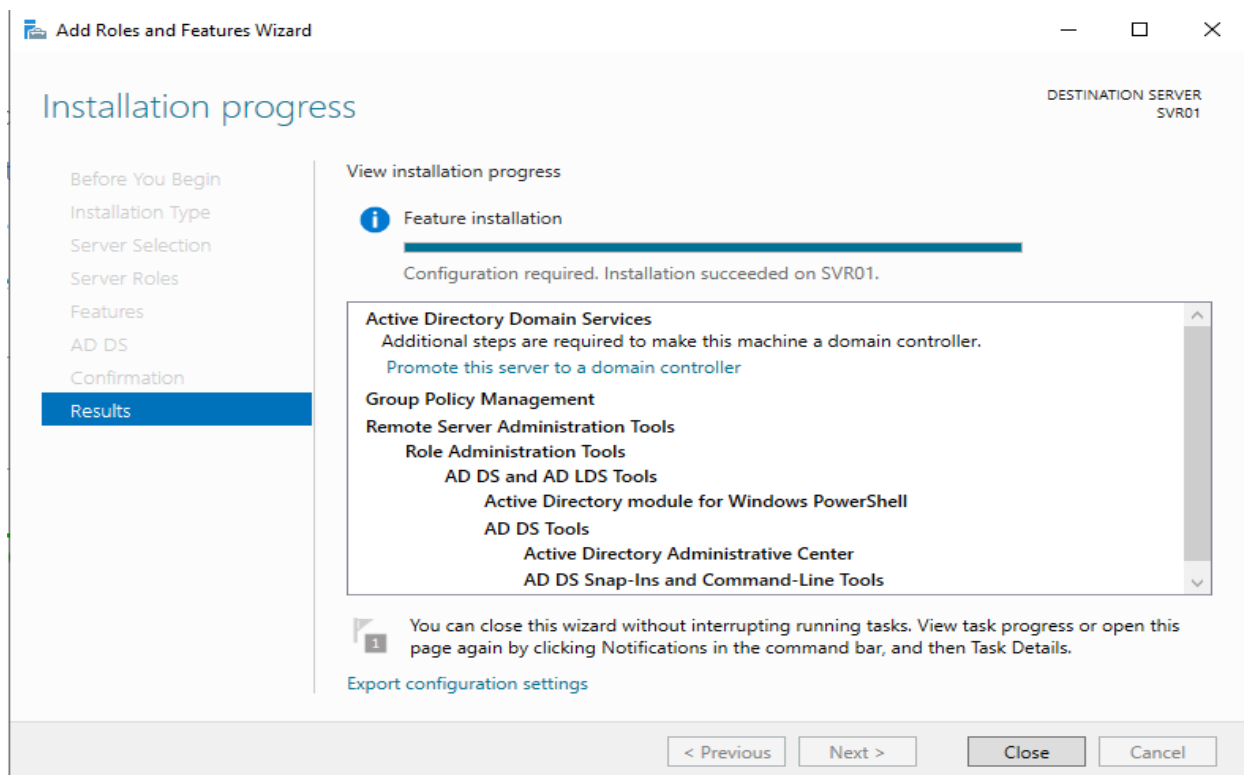 Add Roles and Features Wizard
Installation progress
DESTINATION SERVER
SVR01
Before You Begin
Installation Type
Server Selection
Server Roles
Features
AD DS
Confirmation
Results
View installation progress
Feature installation
Configuration required. Installation succeeded on SVR01.
Active Directory Domain Services
Additional steps are required to make this machine a domain controller.
Promote this server to a domain controller
Group Policy Management
Remote Server Administration Tools
Role Administration Tools
AD DS and AD LDS Tools
Active Directory module for Windows PowerShell
AD DS Tools
Active Directory Administrative Center
AD DS Snap-Ins and Command-Line Tools
1
You can close this wizard without interrupting running tasks. View task progress or open this
page again by clicking Notifications in the command bar, and then Task Details.
Export configuration settings
< Previous
Next >
Close
Cancel